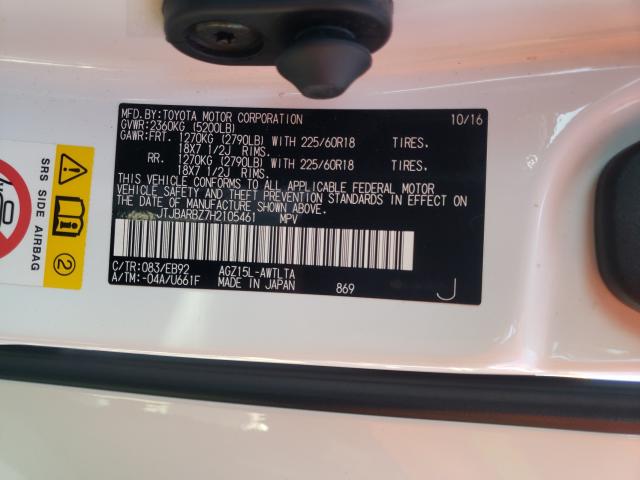 MFD.BY:TOYOTA MOTOR CORPORATION 10/16
GVWR:2360KG (5200LB)
GAWR:FRT. 1270KG (2790LB) WITH 225/60R18 TIRES.
18X7 1/2J RIMS.
RR. 1270KG (2790LB) WITH 225/60R18 TIRES.
18X7 1/2J RIMS.
THIS VEHICLE CONFORMS TO ALL APPLICABLE FEDERAL MOTOR
VEHICLE SAFETY AND THEFT PREVENTION STANDARDS IN EFFECT ON
THE DATE OF MANUFACTURE SHOWN ABOVE.
JTJBARBZ7H2105461 MPV
C/TR:083/EB92 AGZ15L-AWTLTA
A/TM:-04A/U661F MADE IN JAPAN 869 J
SRS SIDE AIRBAG
2